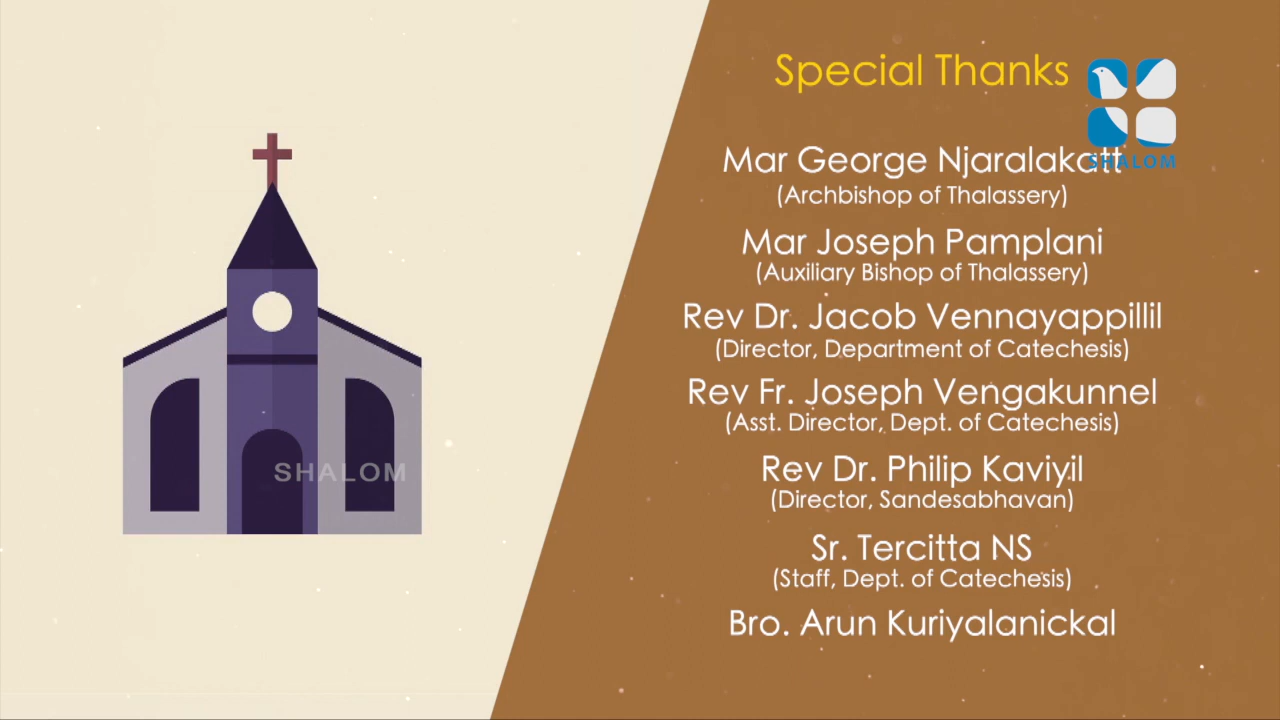 Special Thanks
SHALOM
Mar George Njaralakatt
(Archbishop of Thalassery)
Mar Joseph Pamplani
(Auxiliary Bishop of Thalassery)
Rev Dr. Jacob Vennayappillil
(Director, Department of Catechesis)
Rev Fr. Joseph Vengakunnel
(Asst. Director, Dept. of Catechesis)
Rev Dr. Philip Kaviyil
(Director, Sandesabhavan)
Sr. Tercitta NS
(Staff, Dept. of Catechesis)
Bro. Arun Kuriyalanickal
SHALOM